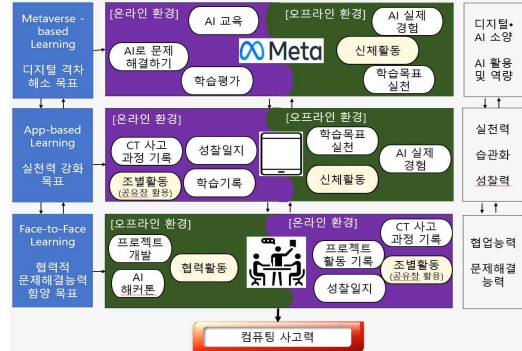 Metaverse -
based Learning
디지털 격차
해소 목표
[온라인 환경]
AI 교육
AI로 문제
해결하기
학습평가
Meta
[오프라인 환경]
AI 실제
경험
신체활동
학습목표
실천
디지털•
AI 소양
AI 활용
및 역량
App-based
Learning
실천력 강화
목표
[온라인 환경]
CT 사고
과정 기록
성찰일지
조별활동
(공유창 활용)
학습기록
[오프라인 환경]
학습목표
실천
AI 실제
경험
신체활동
실천력
습관화
성찰력
Face-to-Face
Learning
협력적
문제해결능력
함양 목표
[오프라인 환경]
프로젝트
개발
협력활동
AI
해커톤
[온라인 환경]
CT 사고
과정 기록
프로젝트
활동 기록
조별활동
(공유창 활용)
성찰일지
협업능력
문제해결
능력
컴퓨팅 사고력